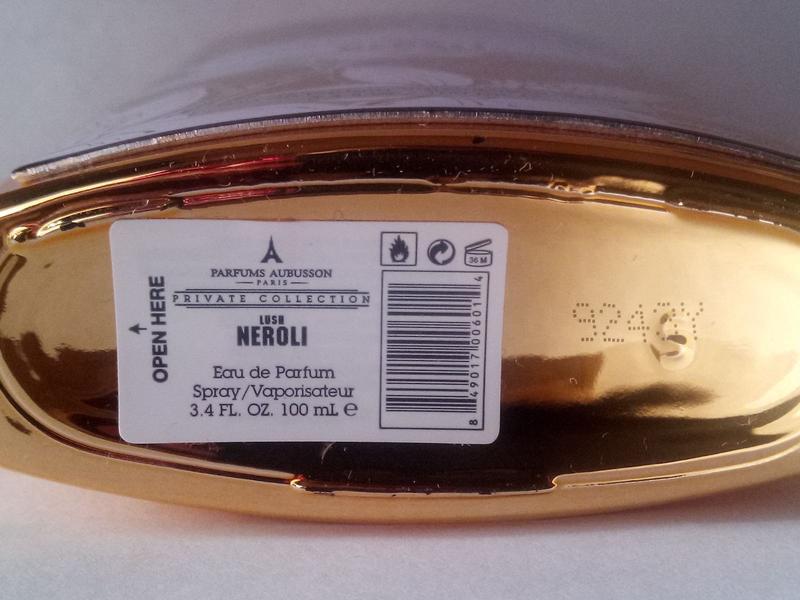 OPEN HERE
PARFUMS AUBUSSON
PARIS
PRIVATE COLLECTION
LUSH
NEROLI
Eau de Parfum
Spray/Vaporisateur
3.4 FL. OZ. 100 mL ℮
36 M
8 49017 00601 4